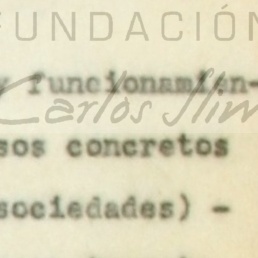 FUNDACIÓN
y funcionamien-
Carlos Slim
sos concretos
sociedades) -